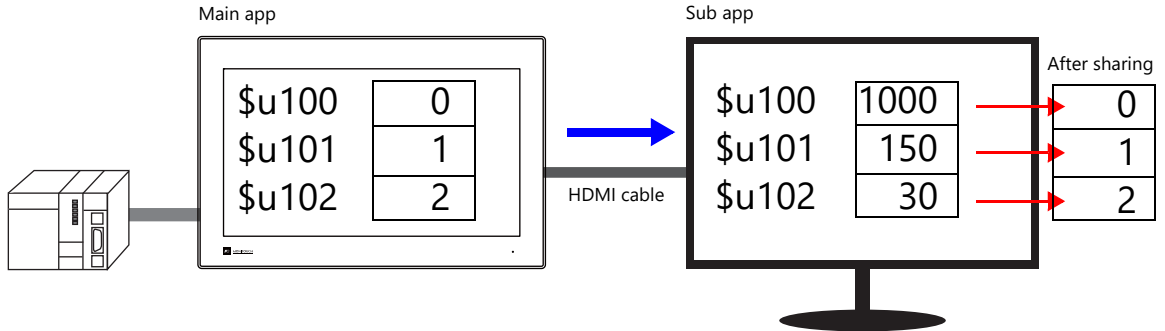 Main app
$u100 0
$u101 1
$u102 2
HDMI cable
Sub app
$u100 1000
$u101 150
$u102 30
After sharing
0
1
2